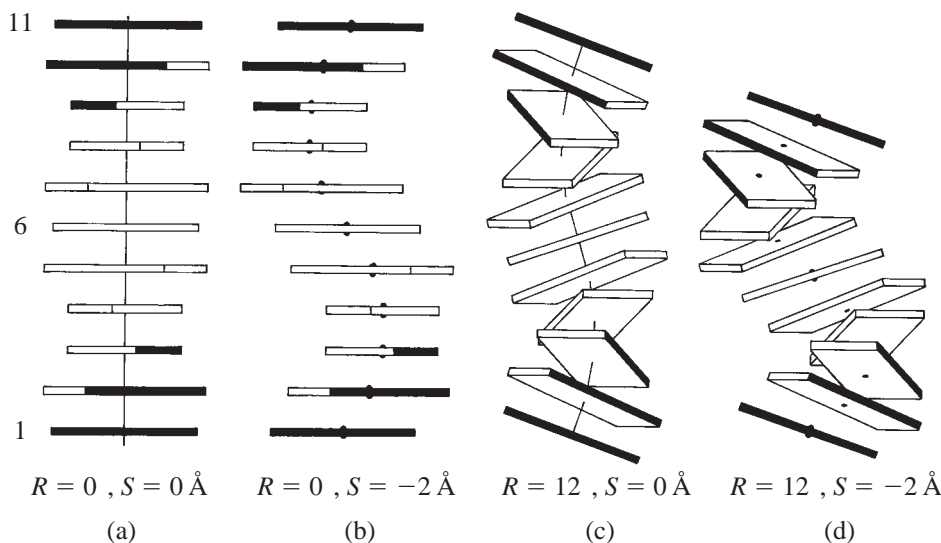 11
6
1
R = 0 , S = 0 Å
R = 0 , S = −2 Å
R = 12 , S = 0 Å
R = 12 , S = −2 Å
(a)
(b)
(c)
(d)